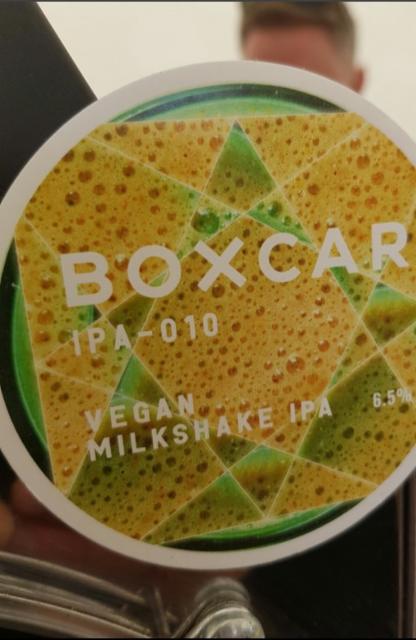 BOXCAR
IPA-010
VEGAN
MILKSHAKE IPA 6.5%